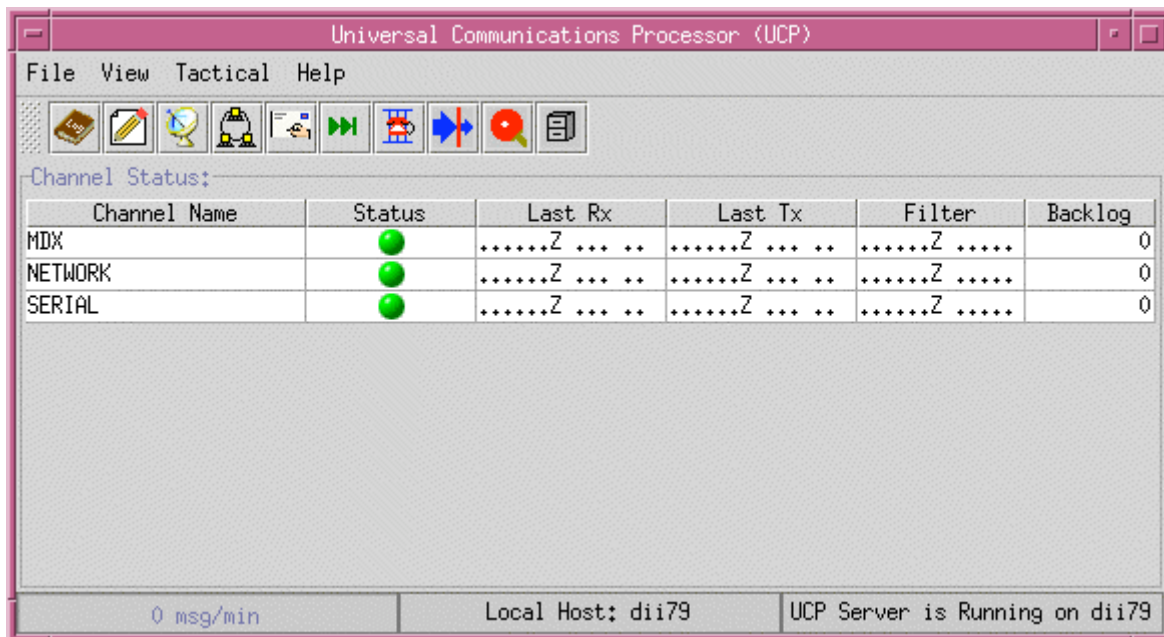 Universal Communications Processor (UCP)
File View Tactical Help
Log
Channel Status:
Channel Name Status Last Rx Last Tx Filter Backlog
MDX ......Z ... .. ......Z ... .. ......Z ..... 0
NETWORK ......Z ... .. ......Z ... .. ......Z ..... 0
SERIAL ......Z ... .. ......Z ... .. ......Z ..... 0
0 msg/min Local Host: dii79 UCP Server is Running on dii79